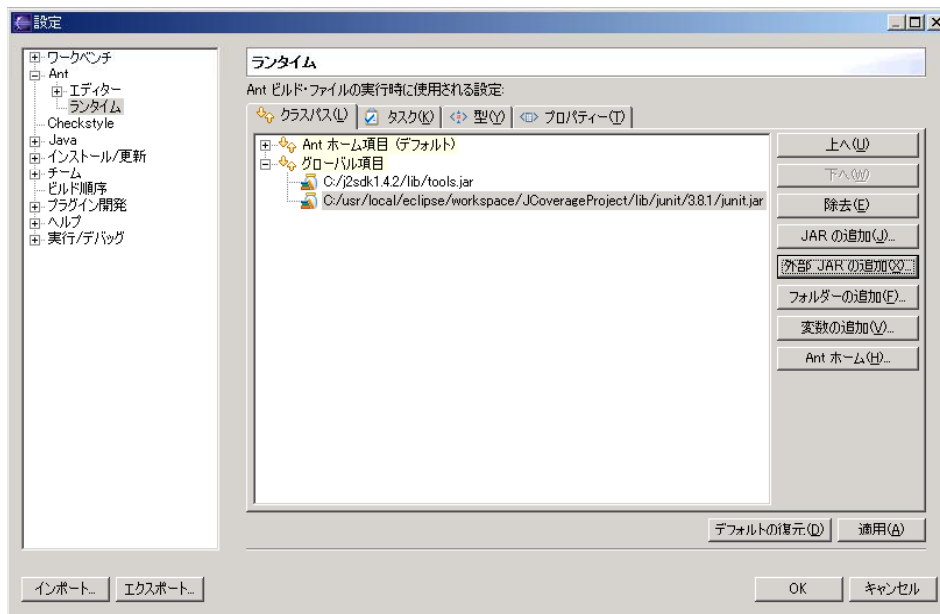 設定
ワークベンチ
Ant
エディター
ランタイム
Checkstyle
Java
インストール/更新
チーム
ビルド順序
プラグイン開発
ヘルプ
実行/デバッグ
ランタイム
Ant ビルド・ファイルの実行時に使用される設定:
クラスパス(L) タスク(K) 型(Y) プロパティー(T)
Ant ホーム項目 (デフォルト)
グローバル項目
C:/j2sdk1.4.2/lib/tools.jar
C:/usr/local/eclipse/workspace/JCoverageProject/lib/junit/3.8.1/junit.jar
上へ(U)
下へ(W)
除去(E)
JAR の追加(J)...
外部 JAR の追加(X)...
フォルダーの追加(F)...
変数の追加(V)...
Ant ホーム(H)...
デフォルトの復元(D) 適用(A)
インポート... エクスポート... OK キャンセル